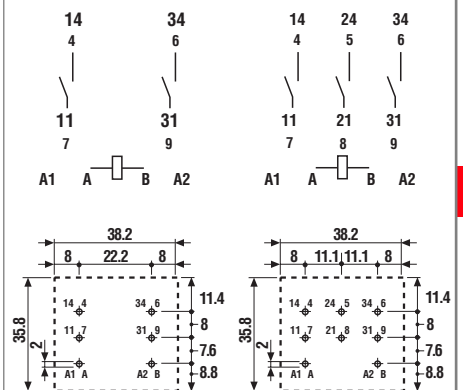 14 34 14 24 34
4 6 4 5 6
11 31 11 21 31
7 9 7 8 9
A1 A B A2 A1 A B A2
38.2 38.2
8 22.2 8 8 11.1 11.1 8
14 4 34 6 11.4 14 4 24 5 34 6 11.4
35.8 8 35.8 8
11 7 31 9 11 7 21 8 31 9
2 7.6 2 7.6
A1 A A2 B 8.8 A1 A A2 B 8.8